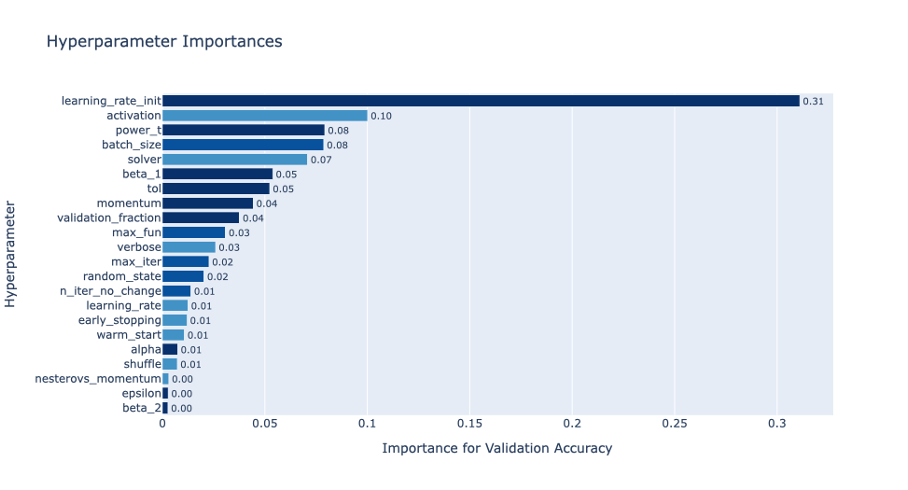 Hyperparameter Importances
Hyperparameter
learning_rate_init 0.31
activation 0.10
power_t 0.08
batch_size 0.08
solver 0.07
beta_1 0.05
tol 0.05
momentum 0.04
validation_fraction 0.04
max_fun 0.03
verbose 0.03
max_iter 0.02
random_state 0.02
n_iter_no_change 0.01
learning_rate 0.01
early_stopping 0.01
warm_start 0.01
alpha 0.01
shuffle 0.01
nesterovs_momentum 0.00
epsilon 0.00
beta_2 0.00
0 0.05 0.1 0.15 0.2 0.25 0.3
Importance for Validation Accuracy